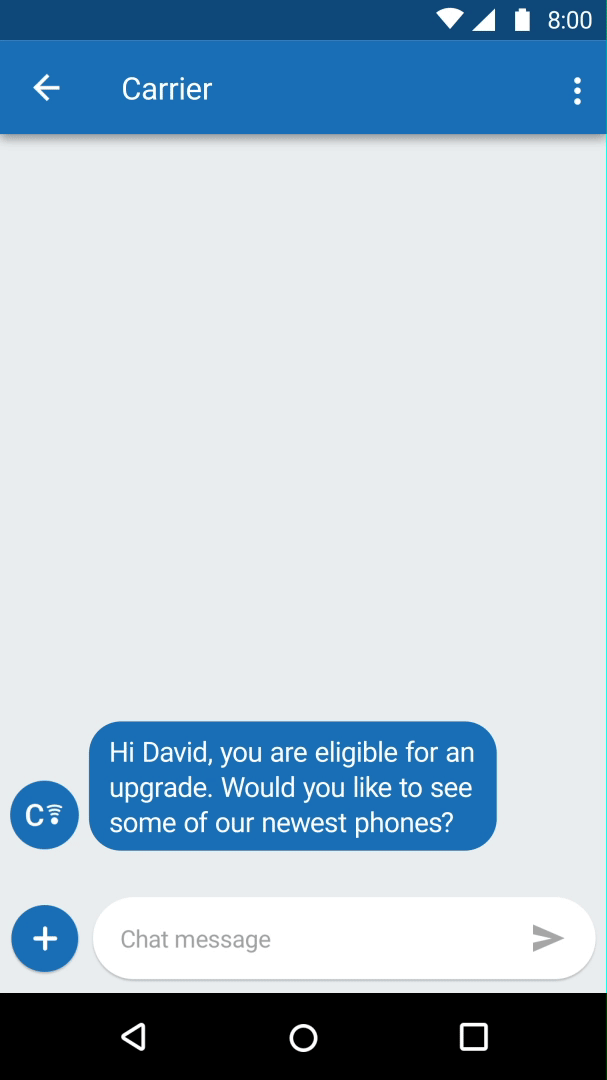 8:00
Carrier
Hi David, you are eligible for an
upgrade. Would you like to see
some of our newest phones?
C
Chat message